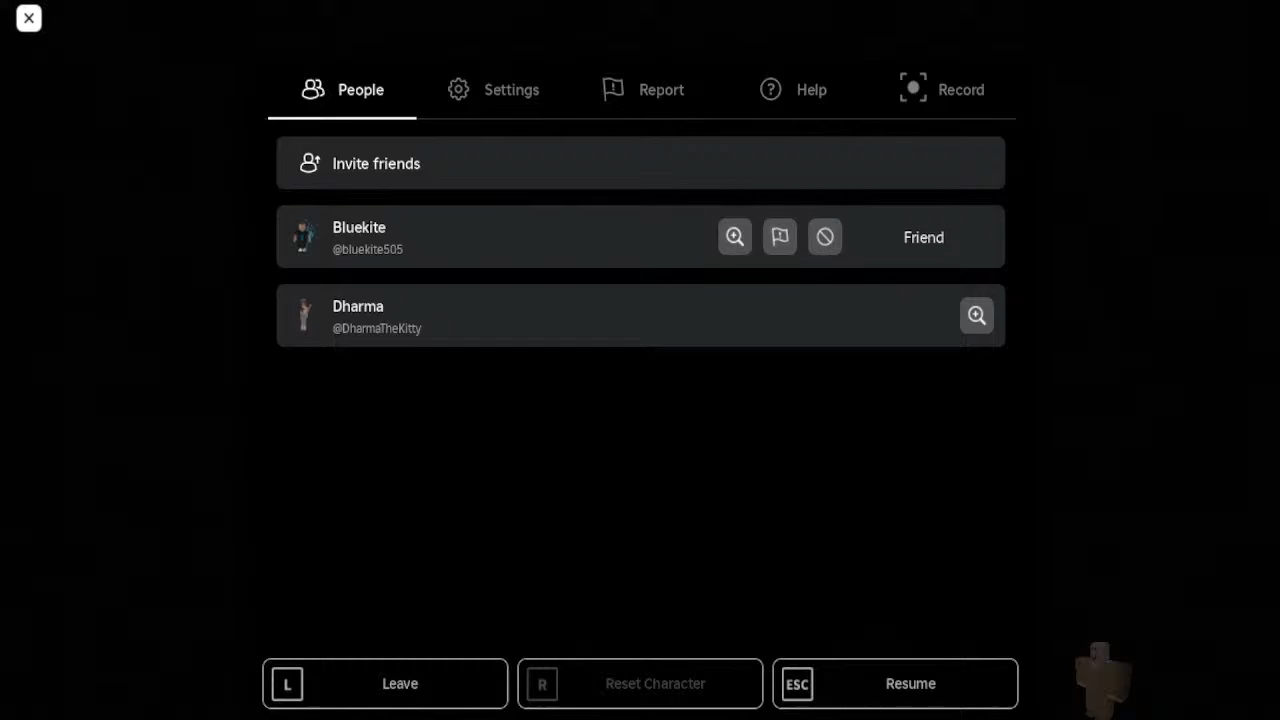 People
Settings
Report
Help
Record
Invite friends
Bluekite
@bluekite505
Friend
Dharma
@DharmaTheKitty
L
Leave
R
Reset Character
ESC
Resume